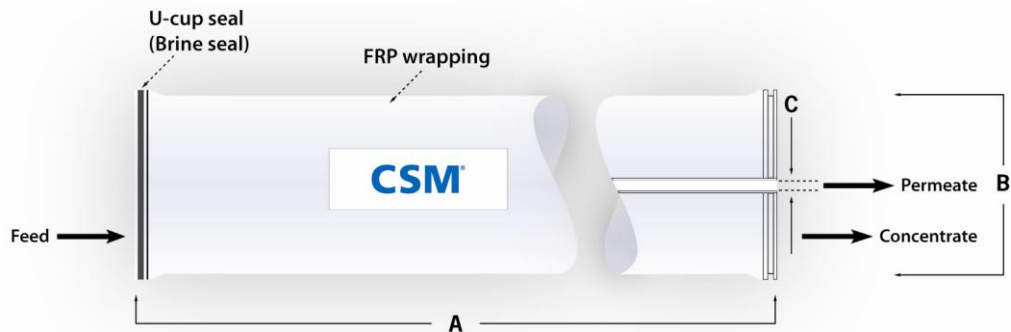 U-cup seal
(Brine seal)
FRP wrapping
C
CSM®
Permeate
B
Feed
Concentrate
A